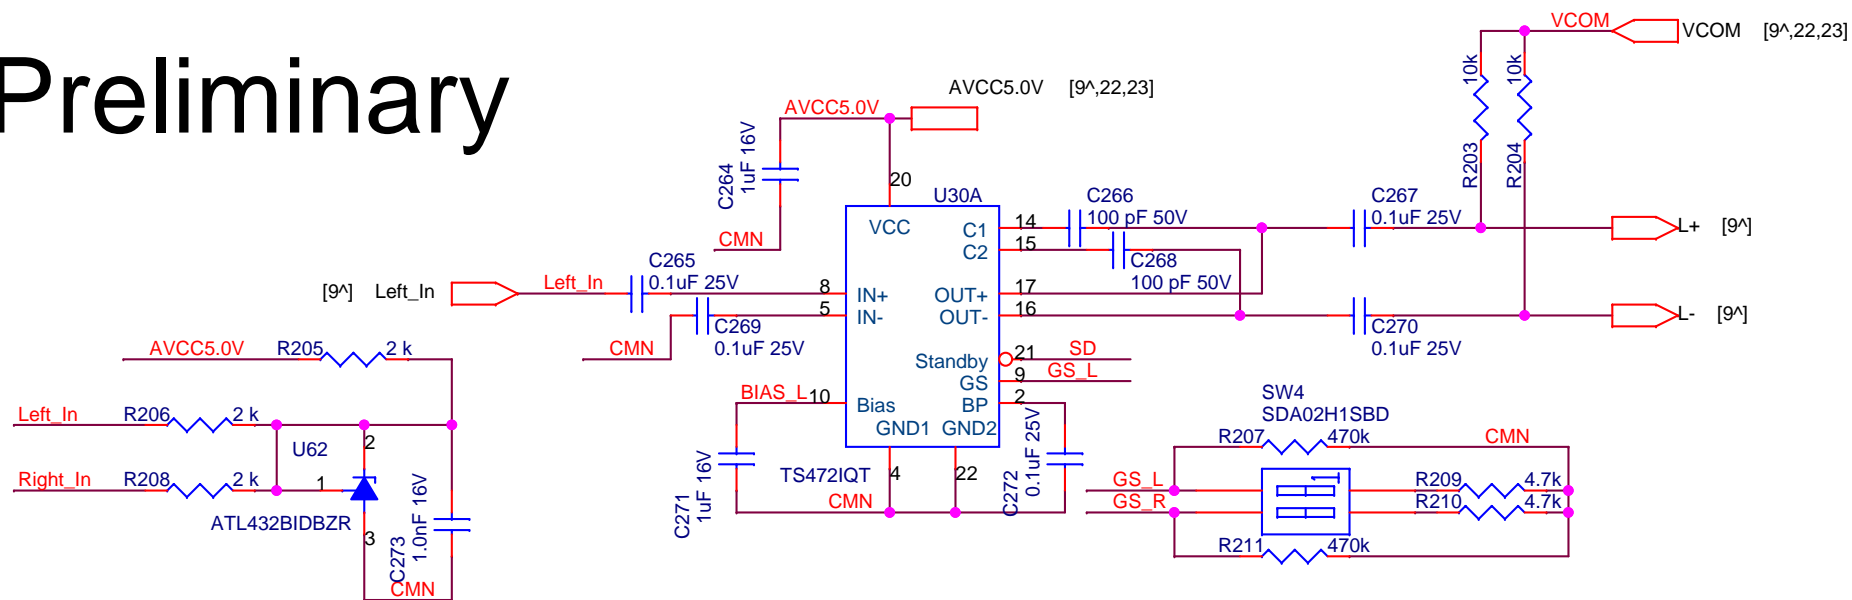 Preliminary
VCOM
VCOM [9^,22,23]
AVCC5.0V [9^,22,23]
AVCC5.0V
10k
10k
R203
R204
C264
1uF 16V
CMN
20
U30A
VCC
C1
C2
14
15
C266
100 pF 50V
C268
100 pF 50V
C267
0.1uF 25V
L+ [9^]
[9^] Left_In
Left_In
C265
0.1uF 25V
8
IN+
5
IN-
OUT+
17
OUT-
16
C269
0.1uF 25V
CMN
C270
0.1uF 25V
L- [9^]
AVCC5.0V
R205
2 k
Standby
21
SD
GS
9
GS_L
BP
2
BIAS_L
10
Bias
GND1
GND2
Left_In
R206
2 k
U62
2
1
3
Right_In
R208
2 k
ATL432BIDBZR
C273
1.0nF 16V
CMN
C271
1uF 16V
TS472IQT
4
22
CMN
C272
0.1uF 25V
SW4
SDA02H1SBD
R207
470k
CMN
GS_L
GS_R
1
R209
4.7k
R210
4.7k
R211
470k